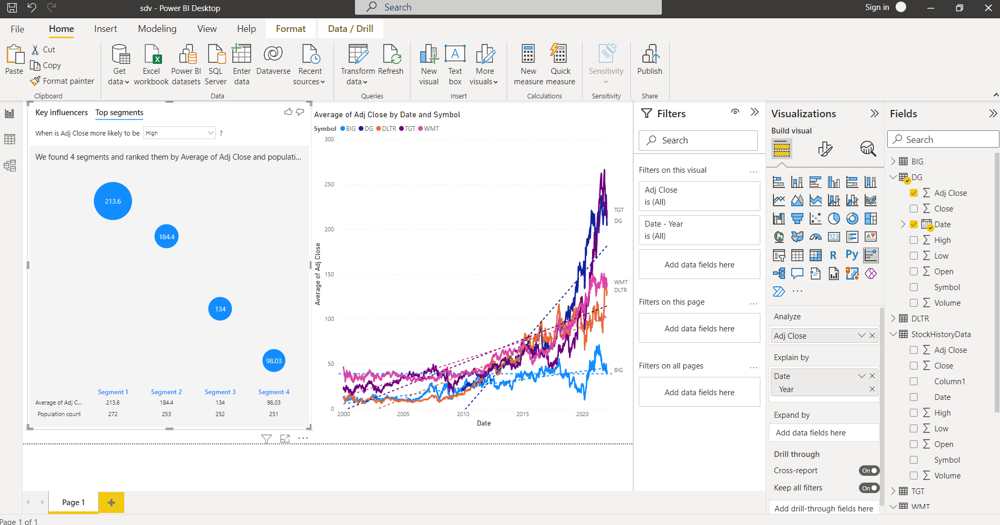 sdv - Power BI Desktop
Search
Sign in
File
Home
Insert
Modeling
View
Help
Format
Data / Drill
Paste
Cut
Copy
Format painter
Get data
Excel workbook
Power BI datasets
SQL Server
Enter data
Dataverse
Recent sources
Transform data
Refresh
New visual
Text box
More visuals
New measure
Quick measure
Sensitivity
Publish
Clipboard
Data
Queries
Insert
Calculations
Sensitivity
Share
Key influencers
Top segments
When is Adj Close more likely to be
High
?
We found 4 segments and ranked them by Average of Adj Close and populati...
213.6
184.4
134
98.03
Segment 1 Segment 2 Segment 3 Segment 4
Average of Adj C... 213.6 184.4 134 98.03
Population count 272 253 252 251
Average of Adj Close by Date and Symbol
Symbol BIG DG DLTR TGT WMT
300
250
200
150
100
50
0
Average of Adj Close
TGT
DG
WMT
DLTR
BIG
2000 2005 2010 2015 2020
Date
Filters
Search
Filters on this visual ...
Adj Close
is (All)
Date - Year
is (All)
Add data fields here
Filters on this page ...
Add data fields here
Filters on all pages ...
Add data fields here
Visualizations
Build visual
123
R
Py
...
Analyze
Adj Close
Explain by
Date
Year
Expand by
Add data fields here
Drill through
Cross-report On
Keep all filters On
Add drill-through fields here
Fields
Search
BIG
DG
Adj Close
Close
Date
High
Low
Open
Symbol
Volume
DLTR
StockHistoryData
Adj Close
Close
Column1
Date
High
Low
Open
Symbol
Volume
TGT
WMT
Page 1
Page 1 of 1